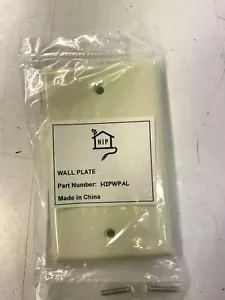 HIP
WALL PLATE
Part Number: HIPWPAL
Made in China